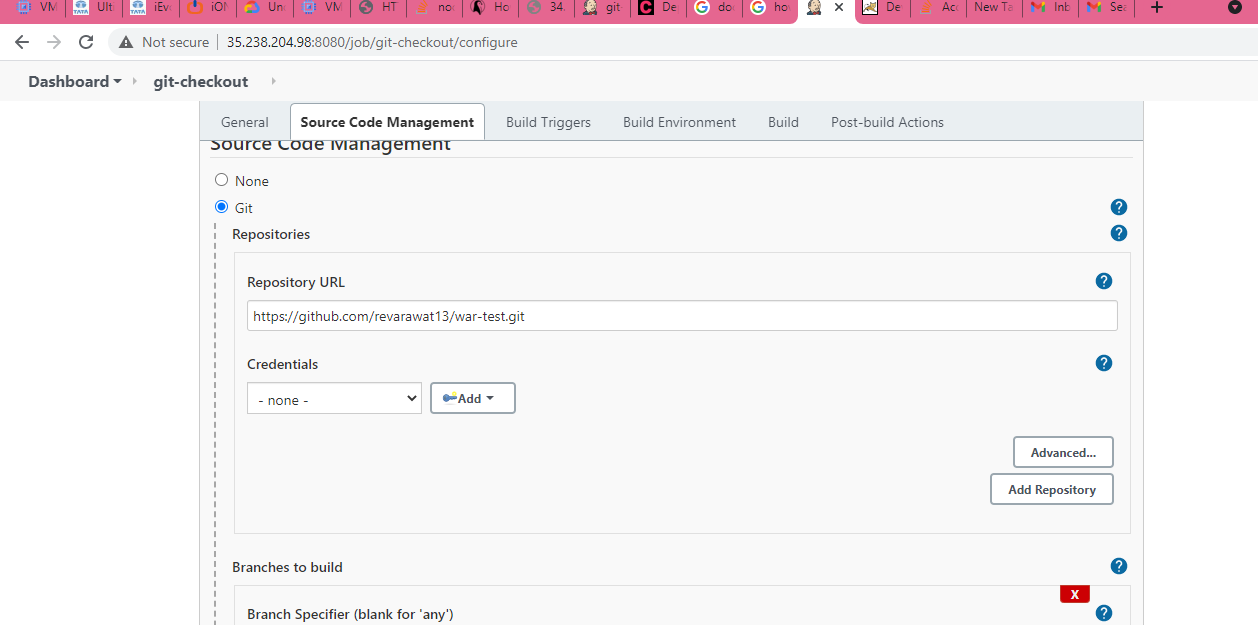 VM
Ult
iEv
iON
Un
VM
HT
no
Ho
34.
git
De
do
ho
De
Ac
New Ta
Inb
Sea
Not secure
35.238.204.98:8080/job/git-checkout/configure
Dashboard
git-checkout
General
Source Code Management
Build Triggers
Build Environment
Build
Post-build Actions
Source Code Management
None
Git
Repositories
Repository URL
https://github.com/revarawat13/war-test.git
Credentials
- none -
Add
Advanced...
Add Repository
Branches to build
X
Branch Specifier (blank for 'any')